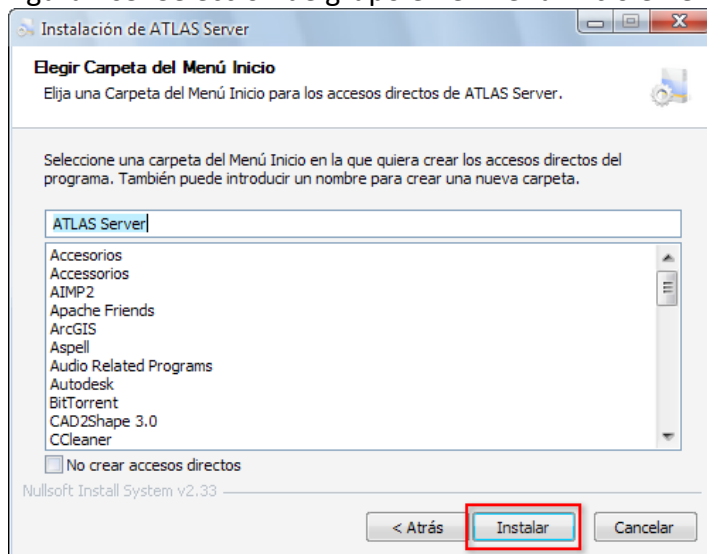 Instalación de ATLAS Server
Elegir Carpeta del Menú Inicio
Elija una Carpeta del Menú Inicio para los accesos directos de ATLAS Server.
Seleccione una carpeta del Menú Inicio en la que quiera crear los accesos directos del
programa. También puede introducir un nombre para crear una nueva carpeta.
ATLAS Server
Accesorios
Accessorios
AIMP2
Apache Friends
ArcGIS
Aspell
Audio Related Programs
Autodesk
BitTorrent
CAD2Shape 3.0
CCleaner
No crear accesos directos
Nullsoft Install System v2.33
< Atrás
Instalar
Cancelar